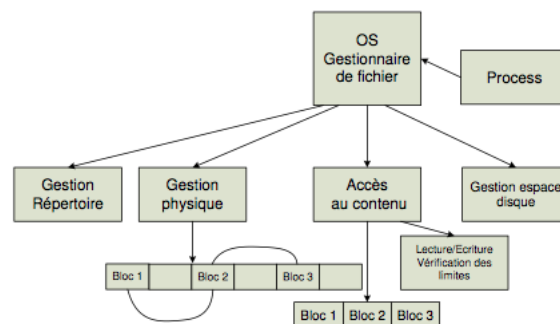 OS
Gestionnaire
de fichier
Process
Gestion
Répertoire
Gestion
physique
Accès
au contenu
Gestion espace
disque
Lecture/Ecriture
Vérification des
limites
Bloc 1
Bloc 2
Bloc 3
Bloc 1
Bloc 2
Bloc 3